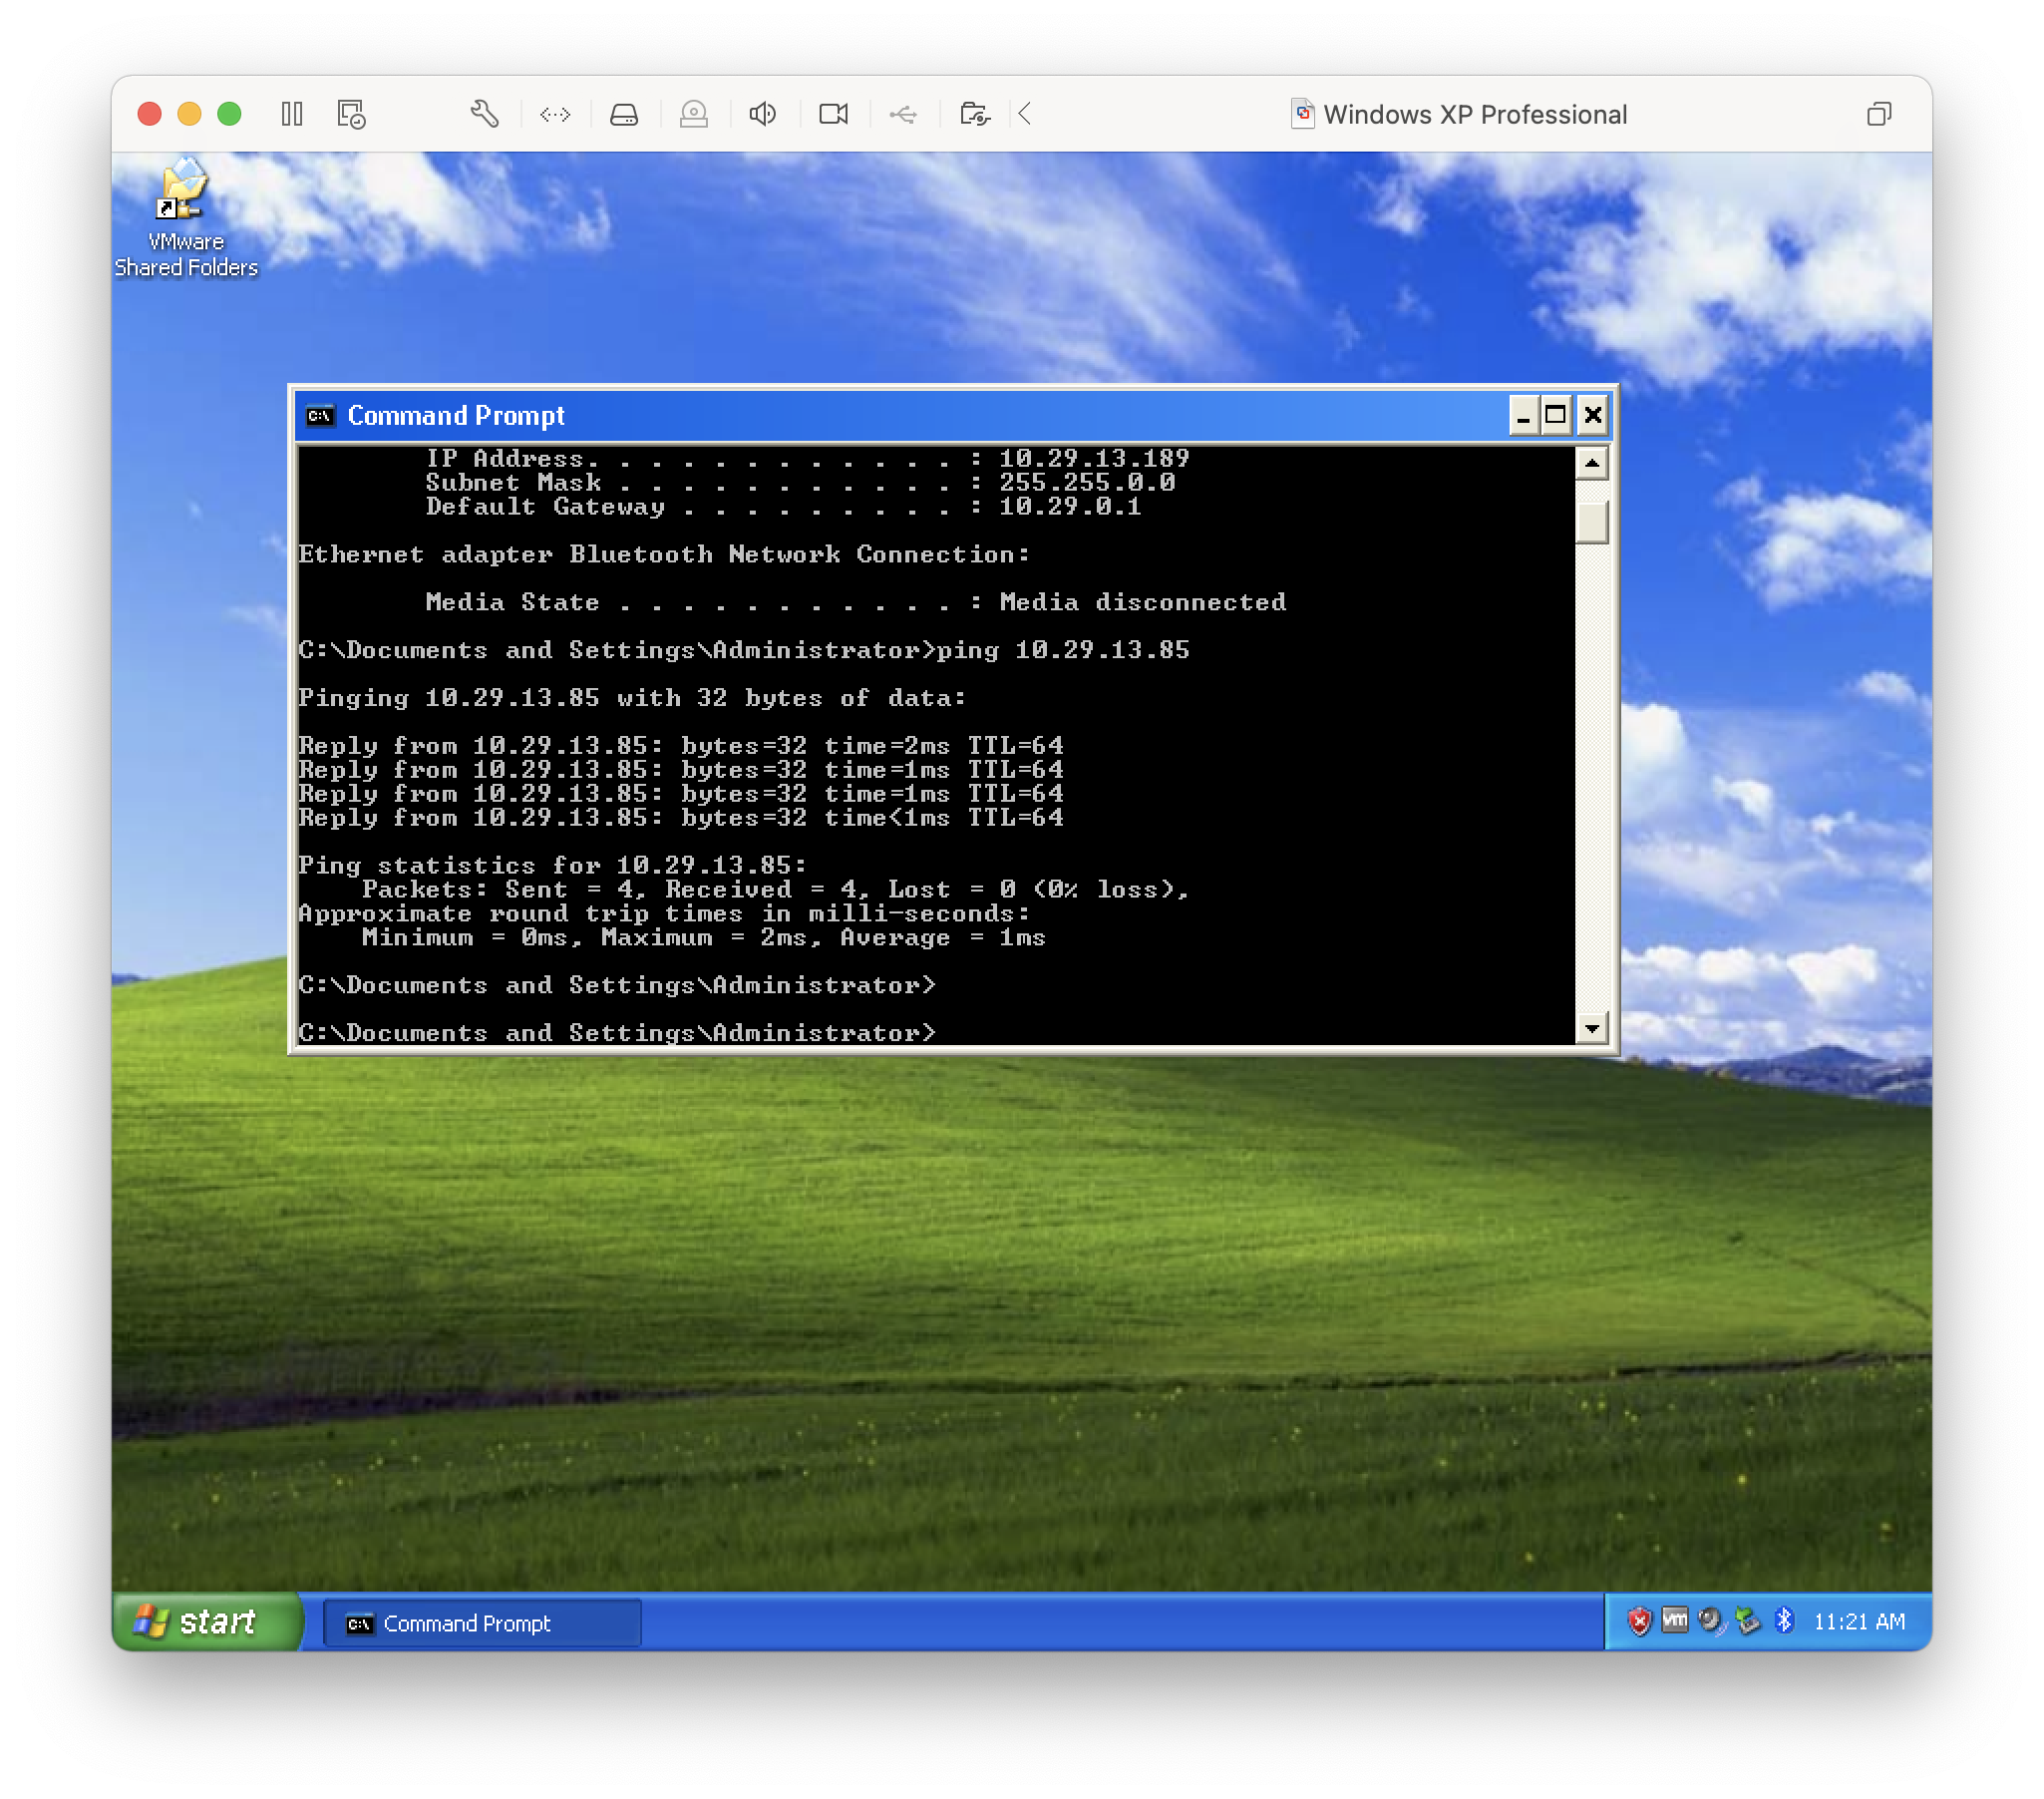 Windows XP Professional
VMware
Shared Folders
C:\ Command Prompt
IP Address. . . . . . . . . . . . : 10.29.13.189
Subnet Mask . . . . . . . . . . . : 255.255.0.0
Default Gateway . . . . . . . . . : 10.29.0.1
Ethernet adapter Bluetooth Network Connection:
Media State . . . . . . . . . . . : Media disconnected
C:\Documents and Settings\Administrator>ping 10.29.13.85
Pinging 10.29.13.85 with 32 bytes of data:
Reply from 10.29.13.85: bytes=32 time=2ms TTL=64
Reply from 10.29.13.85: bytes=32 time=1ms TTL=64
Reply from 10.29.13.85: bytes=32 time=1ms TTL=64
Reply from 10.29.13.85: bytes=32 time<1ms TTL=64
Ping statistics for 10.29.13.85:
Packets: Sent = 4, Received = 4, Lost = 0 (0% loss),
Approximate round trip times in milli-seconds:
Minimum = 0ms, Maximum = 2ms, Average = 1ms
C:\Documents and Settings\Administrator>
C:\Documents and Settings\Administrator>
start C:\ Command Prompt vm 11:21 AM